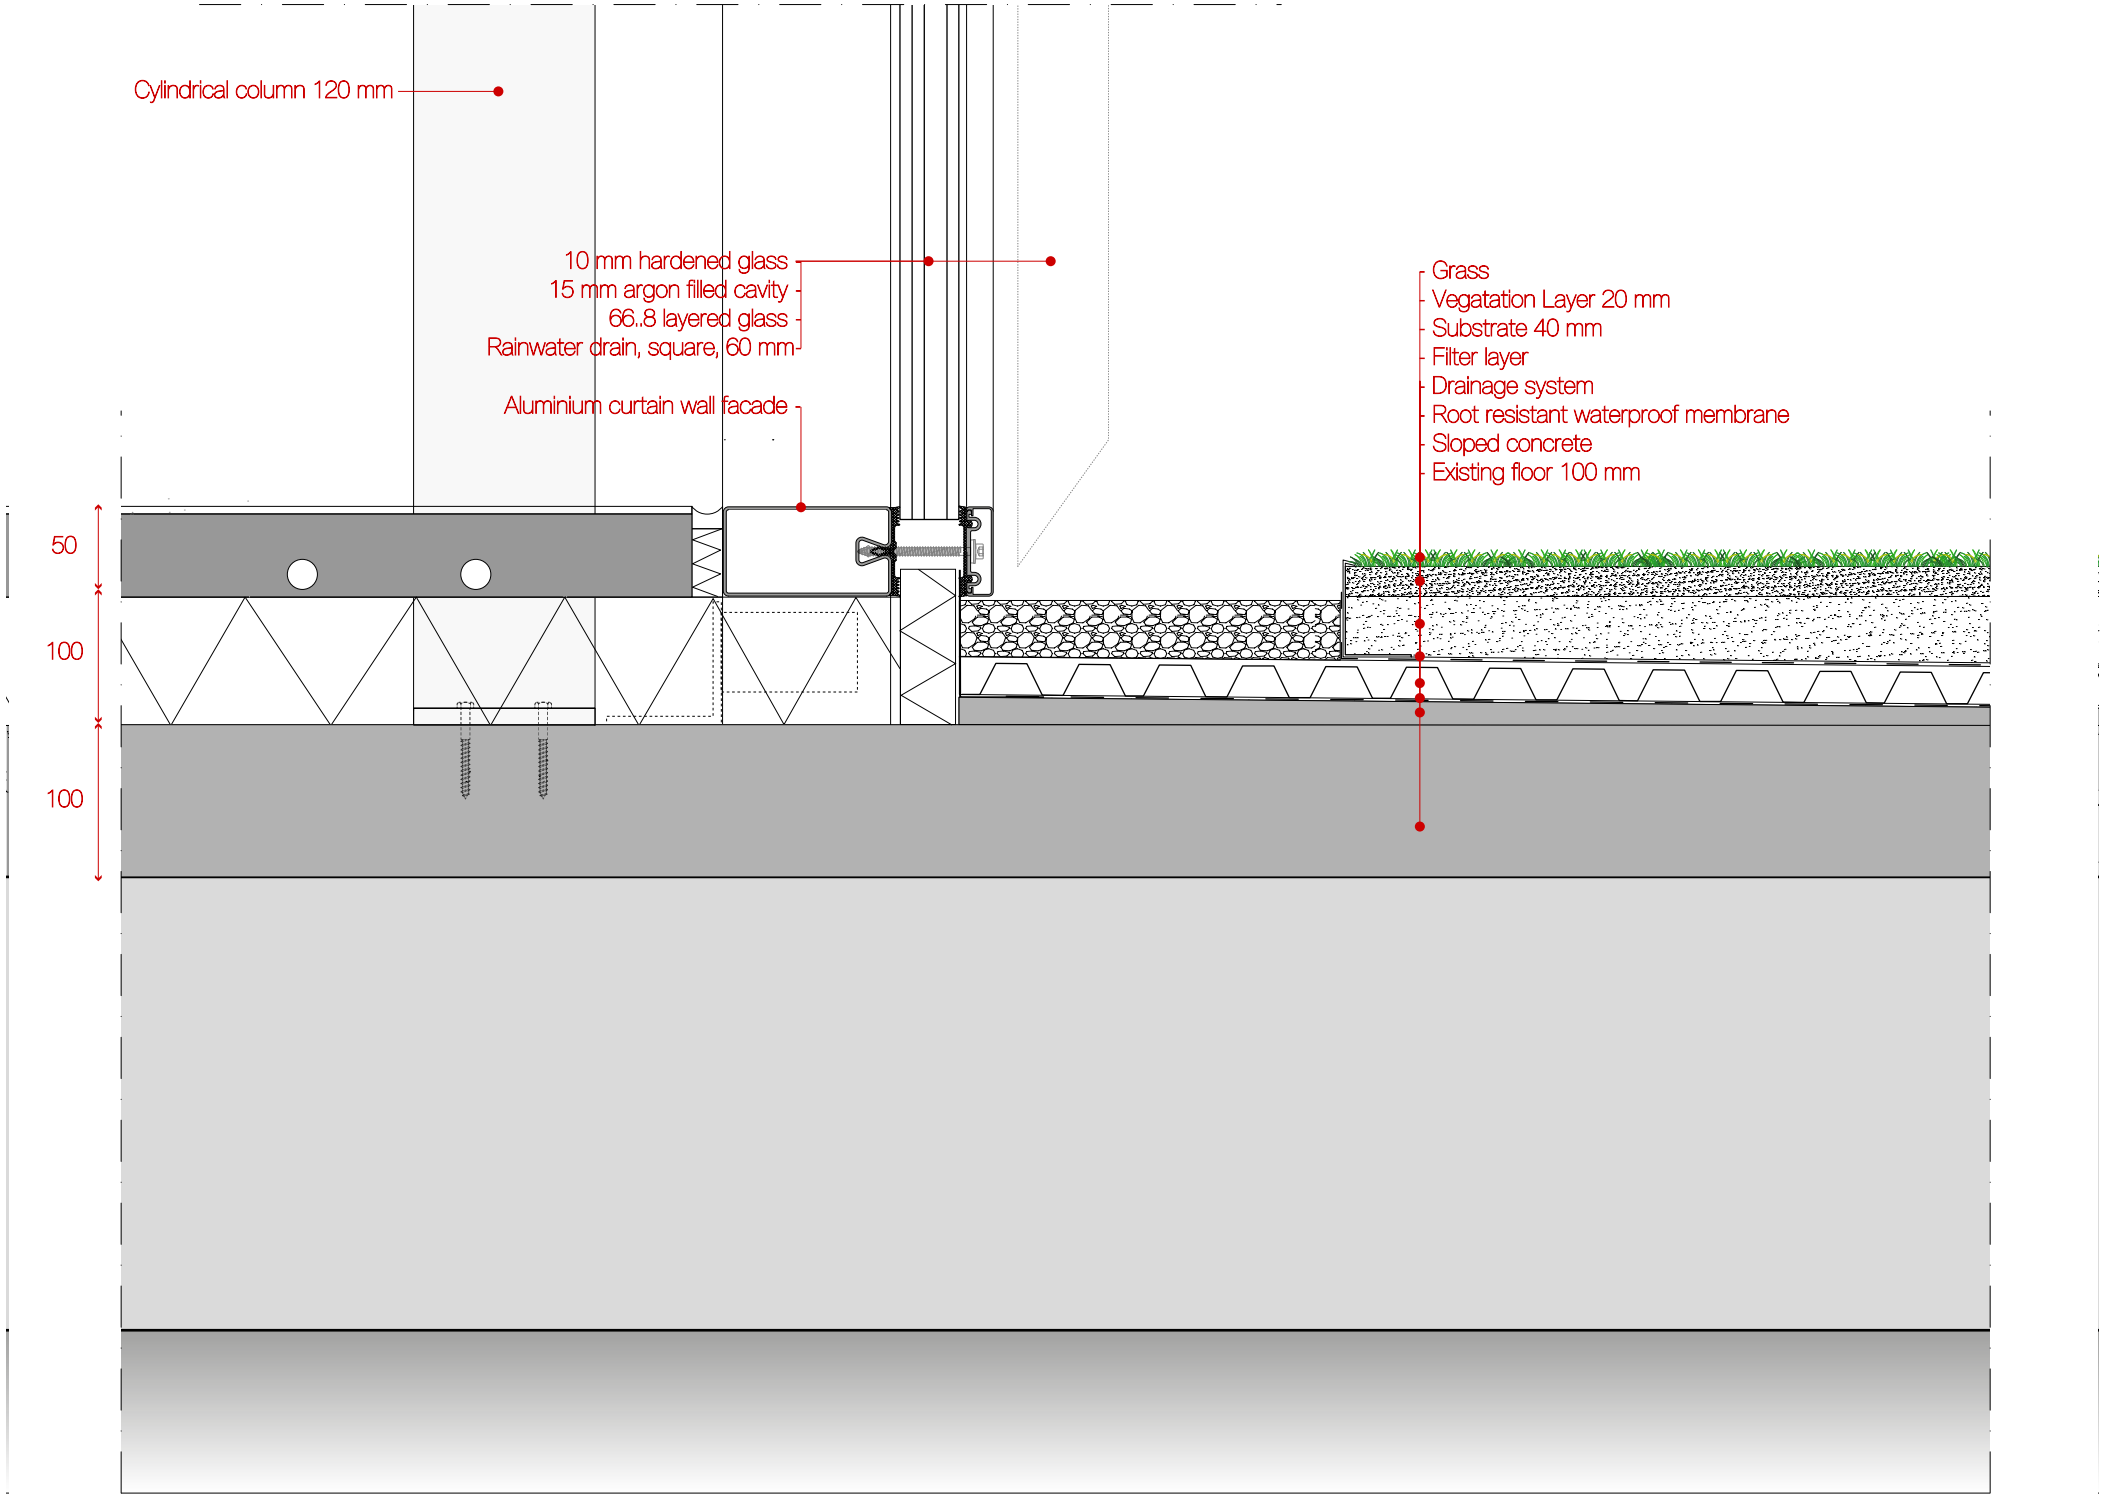 Cylindrical column 120 mm
10 mm hardened glass
15 mm argon filled cavity
66..8 layered glass
Rainwater drain, square, 60 mm
Aluminium curtain wall facade
Grass
Vegatation Layer 20 mm
Substrate 40 mm
Filter layer
Drainage system
Root resistant waterproof membrane
Sloped concrete
Existing floor 100 mm
50
100
100